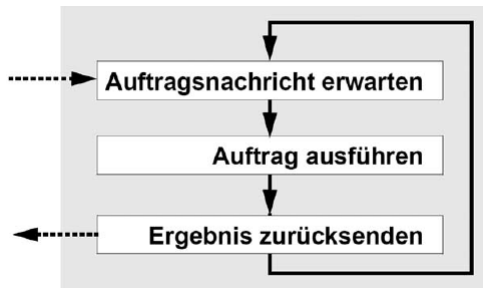 Auftragsnachricht erwarten
Auftrag ausführen
Ergebnis zurücksenden